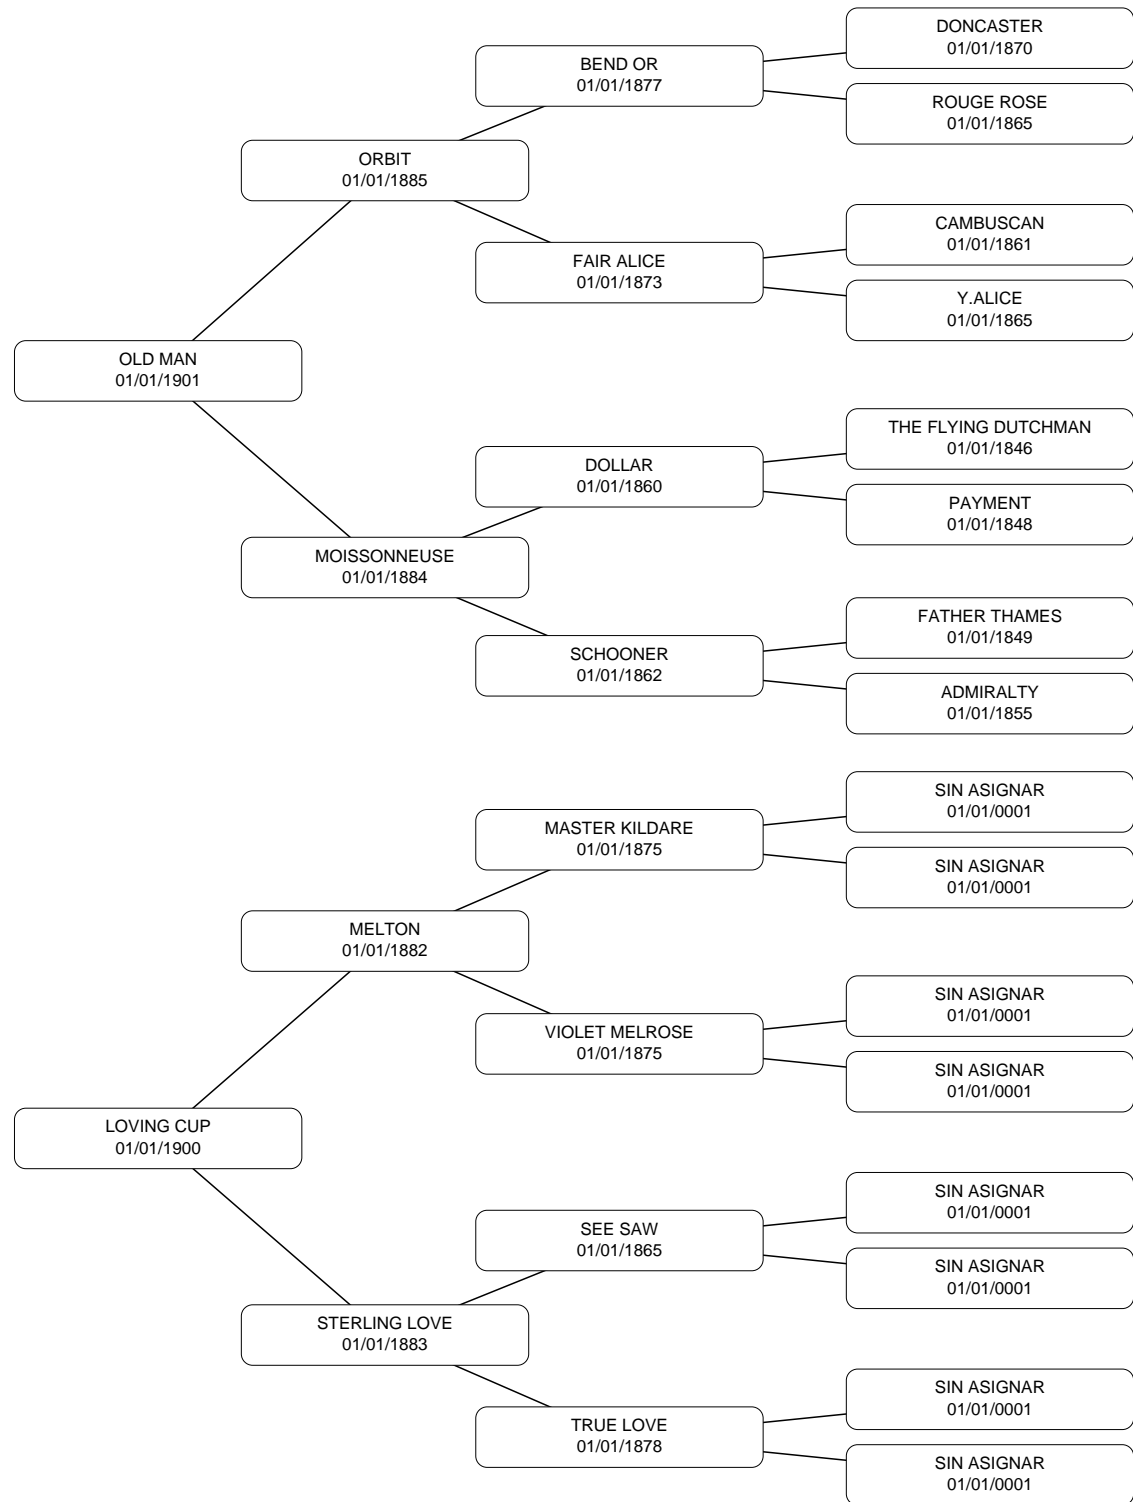 DONCASTER
01/01/1870
BEND OR
01/01/1877
ROUGE ROSE
01/01/1865
ORBIT
01/01/1885
CAMBUSCAN
01/01/1861
FAIR ALICE
01/01/1873
Y.ALICE
01/01/1865
OLD MAN
01/01/1901
THE FLYING DUTCHMAN
01/01/1846
DOLLAR
01/01/1860
PAYMENT
01/01/1848
MOISSONNEUSE
01/01/1884
FATHER THAMES
01/01/1849
SCHOONER
01/01/1862
ADMIRALTY
01/01/1855
SIN ASIGNAR
01/01/0001
MASTER KILDARE
01/01/1875
SIN ASIGNAR
01/01/0001
MELTON
01/01/1882
SIN ASIGNAR
01/01/0001
VIOLET MELROSE
01/01/1875
SIN ASIGNAR
01/01/0001
LOVING CUP
01/01/1900
SIN ASIGNAR
01/01/0001
SEE SAW
01/01/1865
SIN ASIGNAR
01/01/0001
STERLING LOVE
01/01/1883
SIN ASIGNAR
01/01/0001
TRUE LOVE
01/01/1878
SIN ASIGNAR
01/01/0001